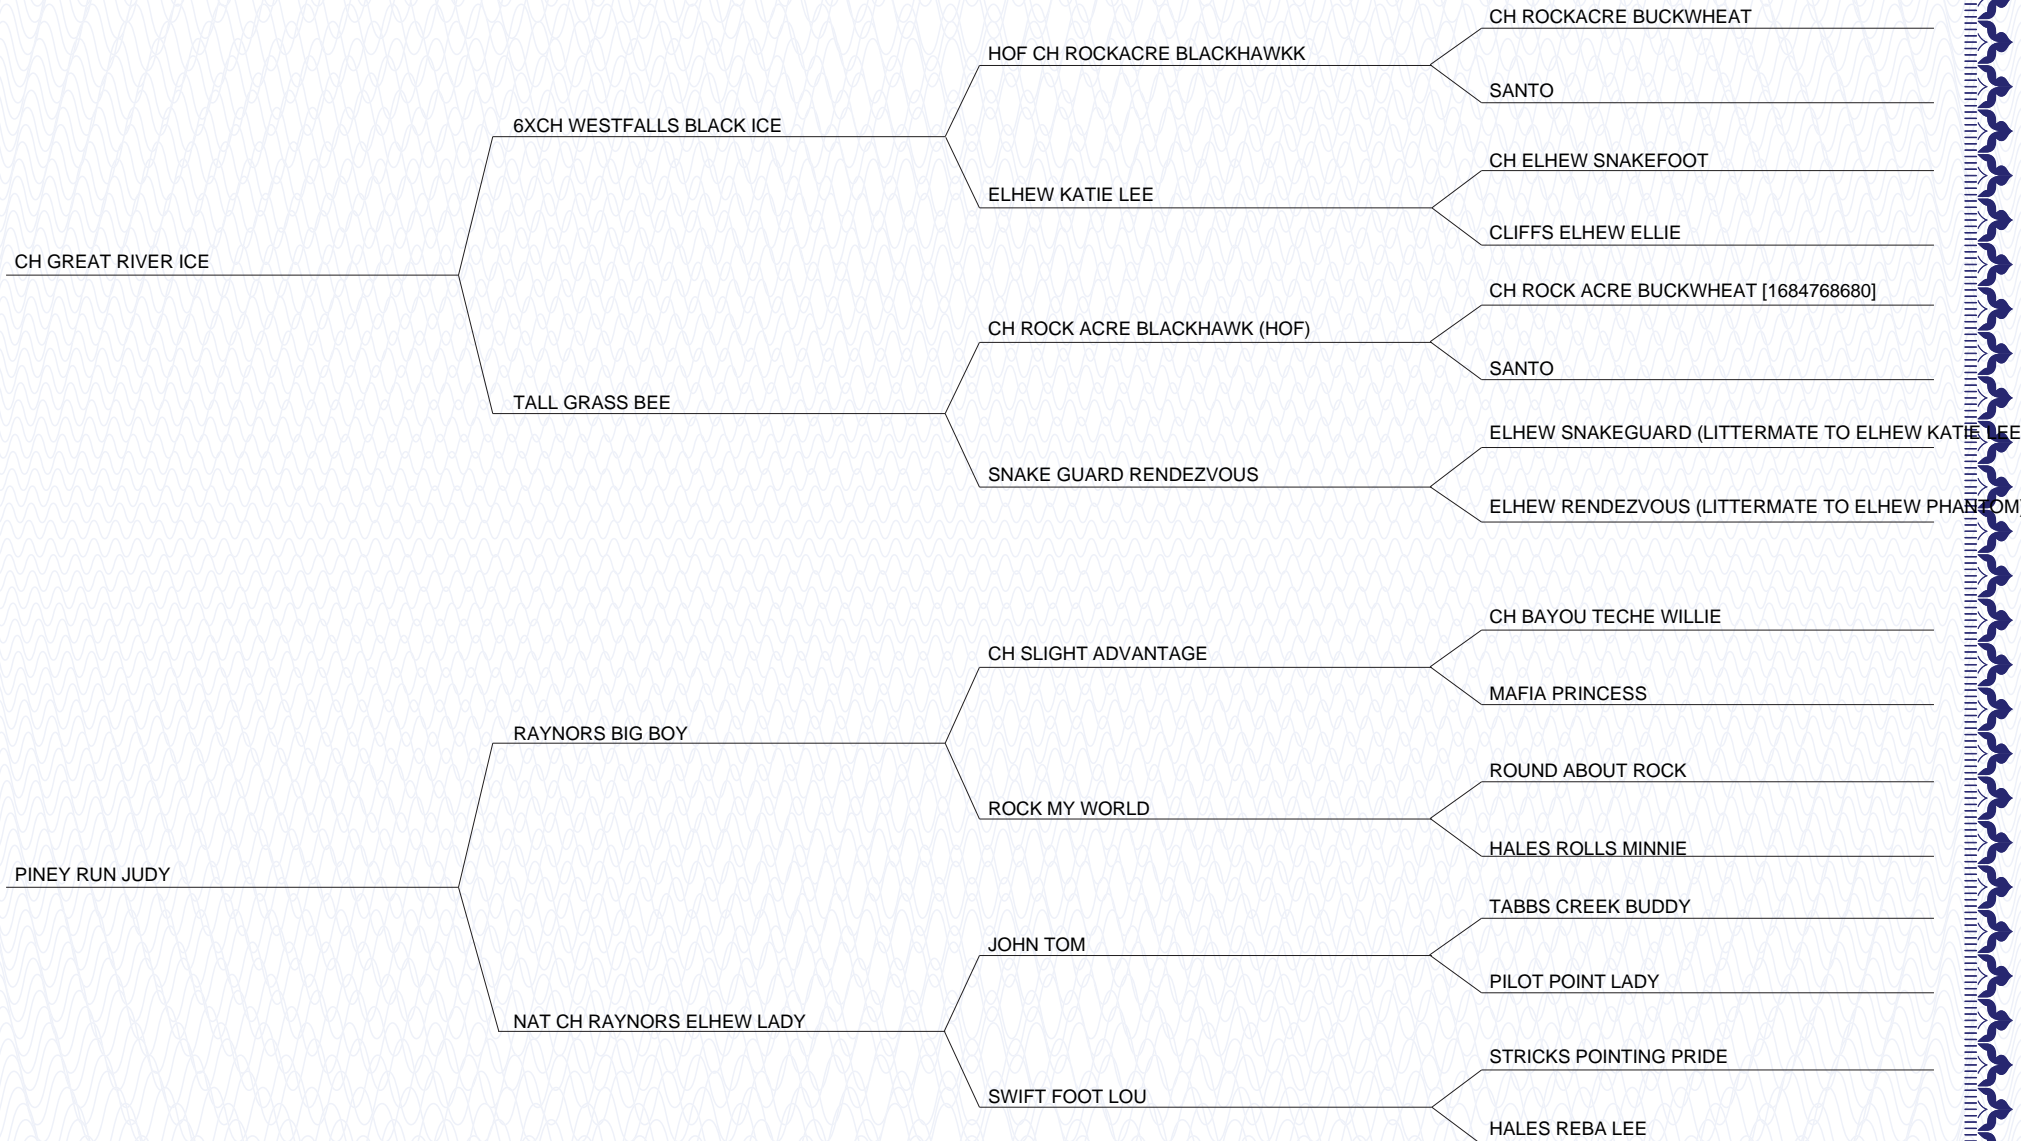 CH ROCKACRE BUCKWHEAT
HOF CH ROCKACRE BLACKHAWKK
SANTO
6XCH WESTFALLS BLACK ICE
CH ELHEW SNAKEFOOT
ELHEW KATIE LEE
CLIFFS ELHEW ELLIE
CH GREAT RIVER ICE
CH ROCK ACRE BUCKWHEAT [1684768680]
CH ROCK ACRE BLACKHAWK (HOF)
SANTO
TALL GRASS BEE
ELHEW SNAKEGUARD (LITTERMATE TO ELHEW KATIE LEE
SNAKE GUARD RENDEZVOUS
ELHEW RENDEZVOUS (LITTERMATE TO ELHEW PHANTOM)
CH BAYOU TECHE WILLIE
CH SLIGHT ADVANTAGE
MAFIA PRINCESS
RAYNORS BIG BOY
ROUND ABOUT ROCK
ROCK MY WORLD
HALES ROLLS MINNIE
PINEY RUN JUDY
TABBS CREEK BUDDY
JOHN TOM
PILOT POINT LADY
NAT CH RAYNORS ELHEW LADY
STRICKS POINTING PRIDE
SWIFT FOOT LOU
HALES REBA LEE